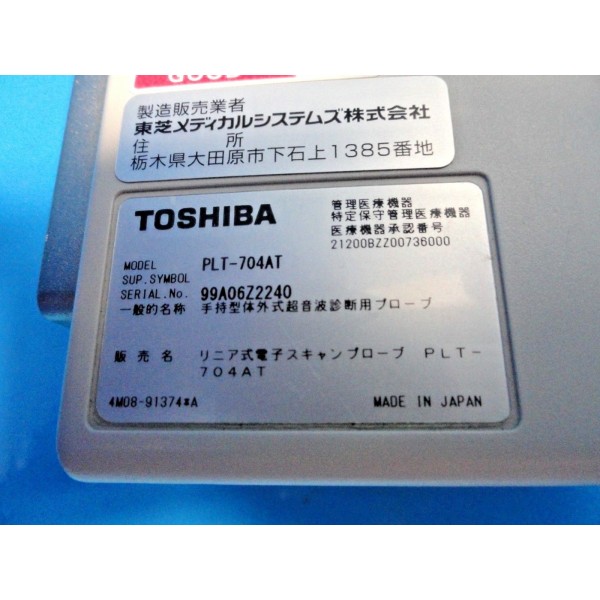 製造販売業者
東芝メディカルシステムズ株式会社
住 所
栃木県大田原市下石上1385番地
TOSHIBA
管理医療機器
特定保守管理医療機器
医療機器承認番号
21200BZZ00736000
MODEL PLT-704AT
SUP.SYMBOL
SERIAL.No. 99A06Z2240
一般的名称 手持型体外式超音波診断用プローブ
販 売 名 リニア式電子スキャンプローブ PLT-
704AT
4M08-91374*A MADE IN JAPAN